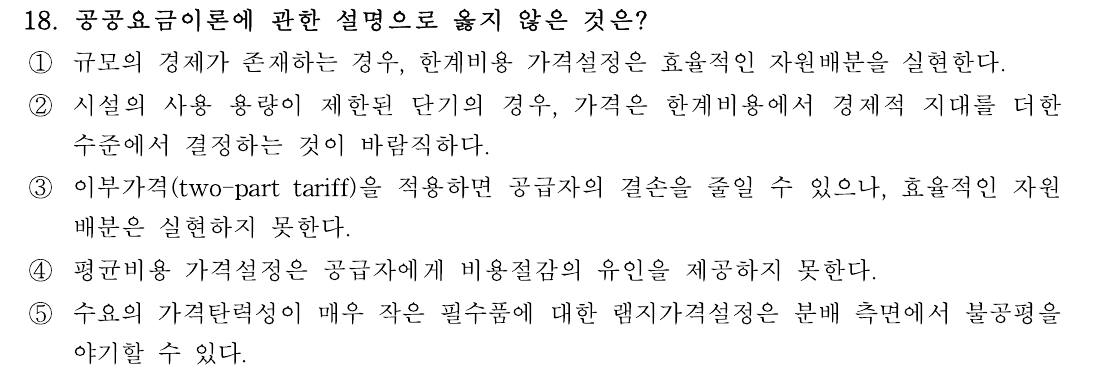 18. 공공요금이론에 관한 설명으로 옳지 않은 것은?
① 규모의 경제가 존재하는 경우, 한계비용 가격설정은 효율적인 자원배분을 실현한다.
② 시설의 사용 용량이 제한된 단기의 경우, 가격은 한계비용에서 경제적 지대를 더한
수준에서 결정하는 것이 바람직하다.
③ 이부가격(two-part tariff)을 적용하면 공급자의 결손을 줄일 수 있으나, 효율적인 자원
배분은 실현하지 못한다.
④ 평균비용 가격설정은 공급자에게 비용절감의 유인을 제공하지 못한다.
⑤ 수요의 가격탄력성이 매우 작은 필수품에 대한 램지가격설정은 분배 측면에서 불공평을
야기할 수 있다.